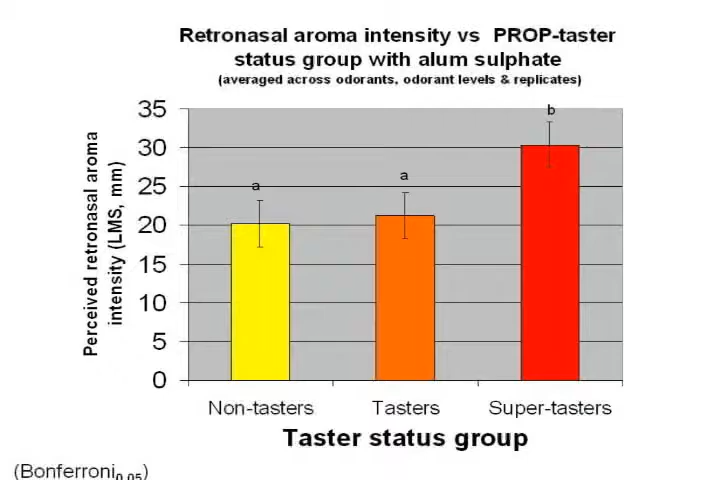 Retronasal aroma intensity vs PROP-taster
status group with alum sulphate
(averaged across odorants, odorant levels & replicates)
Perceived retronasal aroma
intensity (LMS, mm)
35
30
25
20
15
10
5
0
a
a
b
Non-tasters
Tasters
Super-tasters
Taster status group
(Bonferroni0.05)